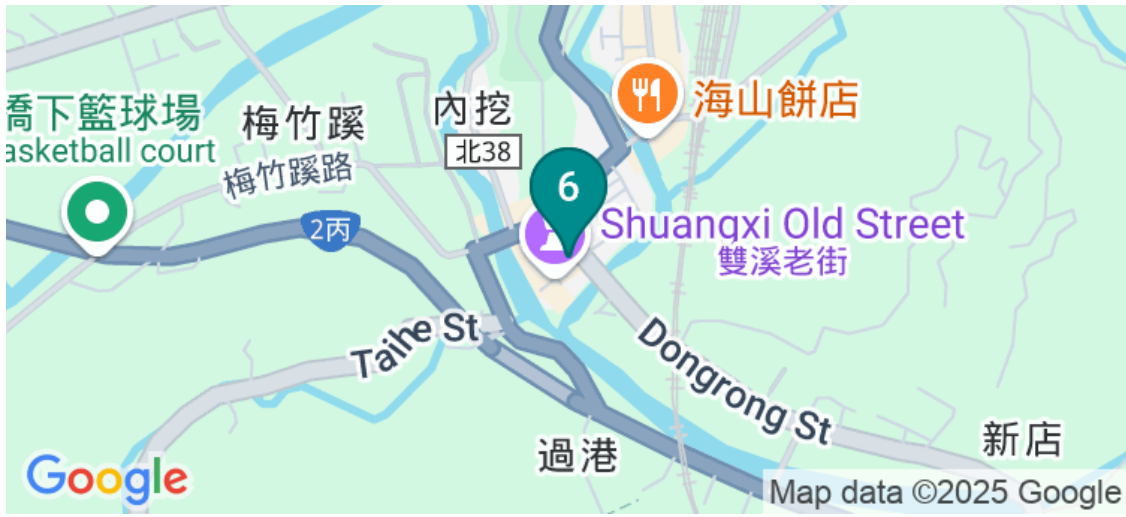 橋下籃球場
asketball court
梅竹蹊
梅竹蹊路
內挖
北38
海山餅店
6
2丙
Shuangxi Old Street
雙溪老街
Taihe St
Dongrong St
過港
新店
Google
Map data ©2025 Google